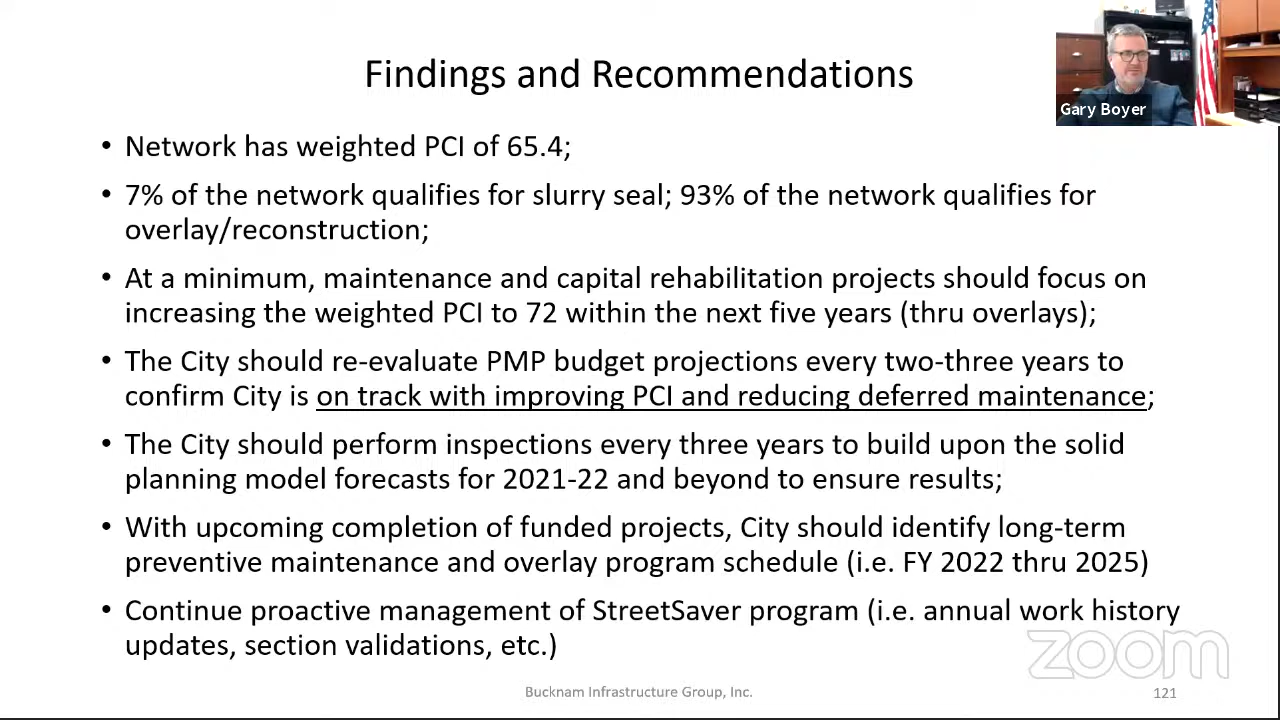 Findings and Recommendations
Gary Boyer
• Network has weighted PCI of 65.4;
• 7% of the network qualifies for slurry seal; 93% of the network qualifies for
overlay/reconstruction;
• At a minimum, maintenance and capital rehabilitation projects should focus on
increasing the weighted PCI to 72 within the next five years (thru overlays);
• The City should re-evaluate PMP budget projections every two-three years to
confirm City is on track with improving PCI and reducing deferred maintenance;
• The City should perform inspections every three years to build upon the solid
planning model forecasts for 2021-22 and beyond to ensure results;
• With upcoming completion of funded projects, City should identify long-term
preventive maintenance and overlay program schedule (i.e. FY 2022 thru 2025)
• Continue proactive management of StreetSaver program (i.e. annual work history
updates, section validations, etc.)
zoom
Bucknam Infrastructure Group, Inc.
121